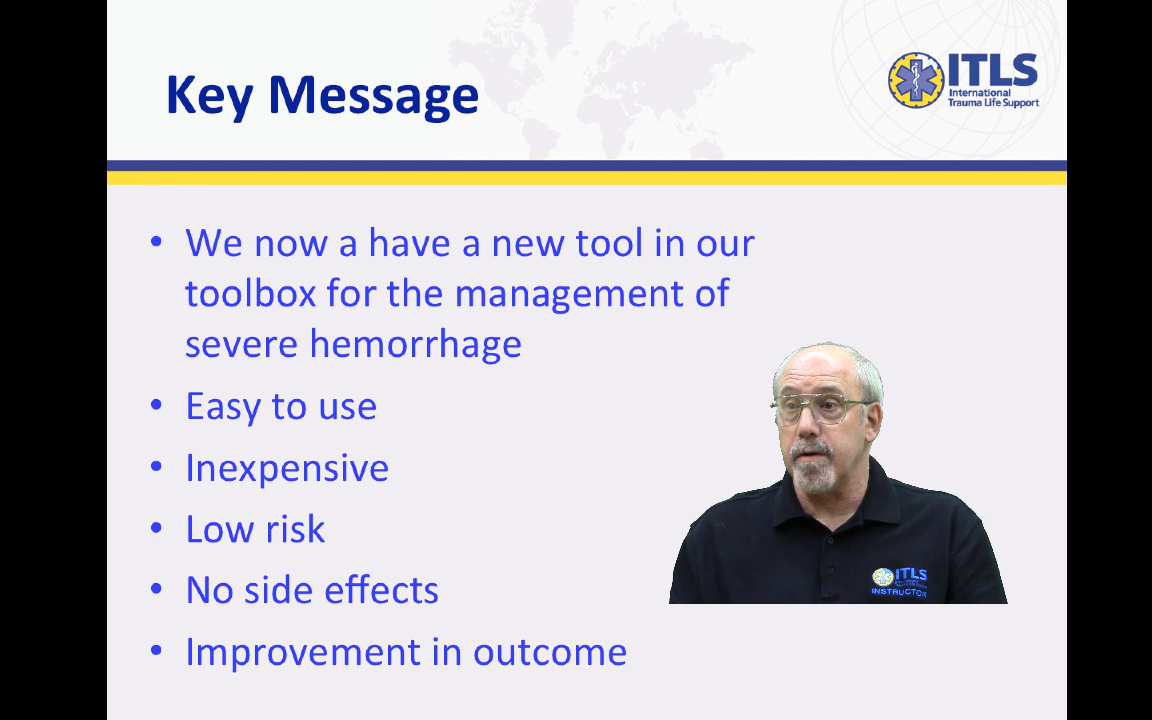 Key Message
ITLS
International
Trauma Life Support
• We now a have a new tool in our
toolbox for the management of
severe hemorrhage
• Easy to use
• Inexpensive
• Low risk
• No side effects
• Improvement in outcome
ITLS
INSTRUCTOR